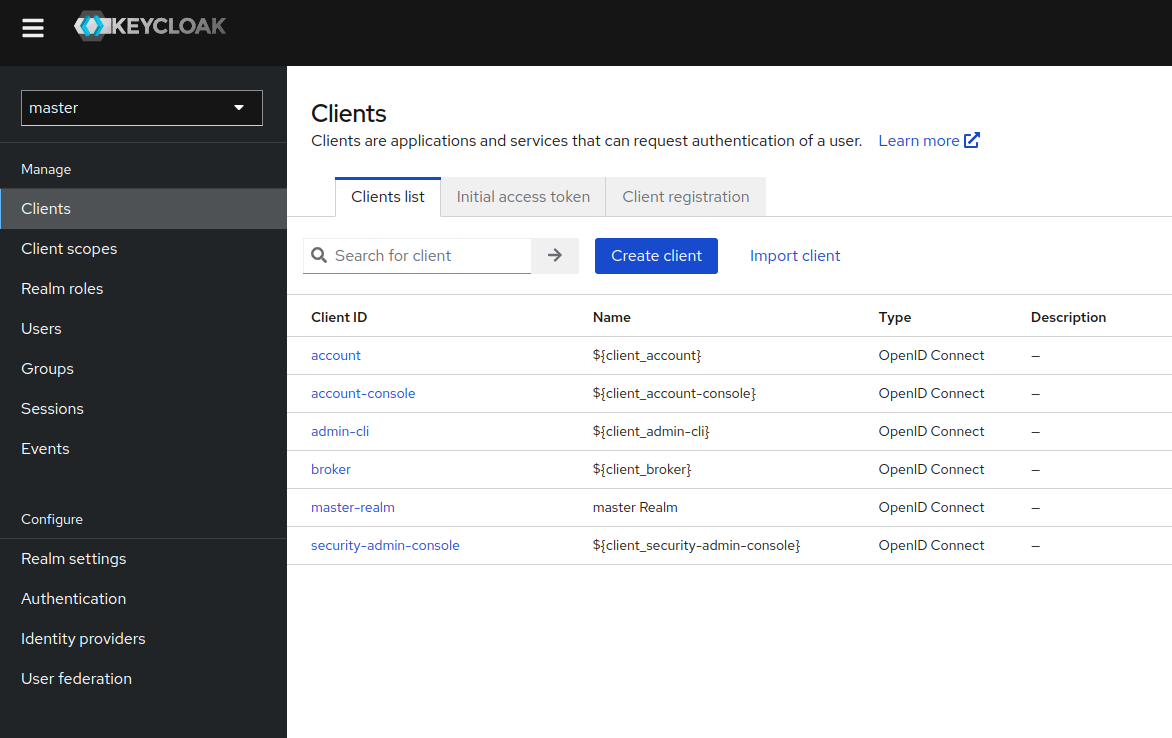 KEYCLOAK
master
Manage
Clients
Client scopes
Realm roles
Users
Groups
Sessions
Events
Configure
Realm settings
Authentication
Identity providers
User federation
Clients
Clients are applications and services that can request authentication of a user. Learn more
Clients list Initial access token Client registration
Search for client Create client Import client
Client ID Name Type Description
account ${client_account} OpenID Connect –
account-console ${client_account-console} OpenID Connect –
admin-cli ${client_admin-cli} OpenID Connect –
broker ${client_broker} OpenID Connect –
master-realm master Realm OpenID Connect –
security-admin-console ${client_security-admin-console} OpenID Connect –